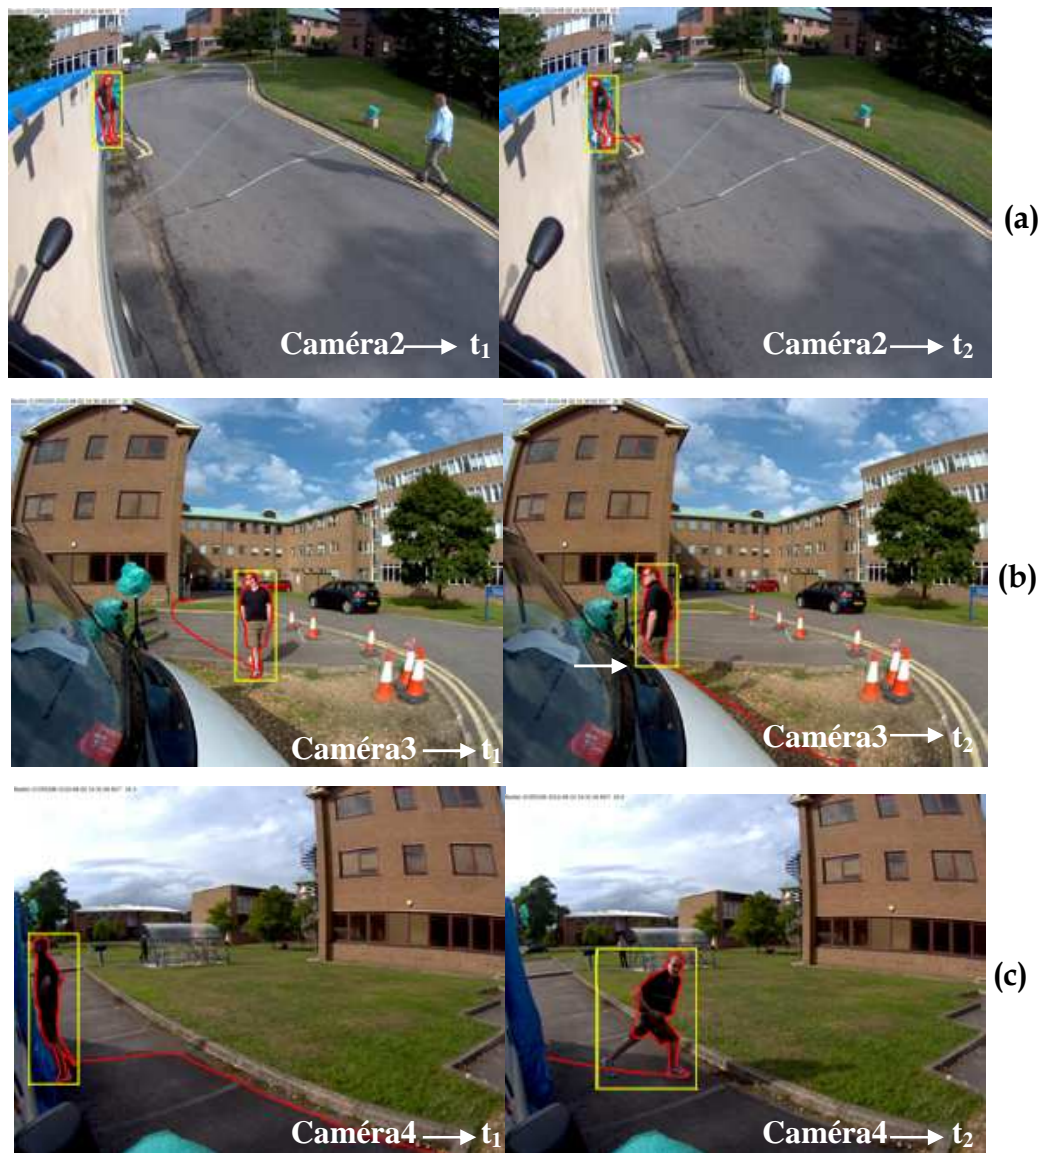 Caméra2 → t₁
Caméra2 → t₂
(a)
Caméra3 → t₁
Caméra3 → t₂
(b)
Caméra4 → t₁
Caméra4 → t₂
(c)